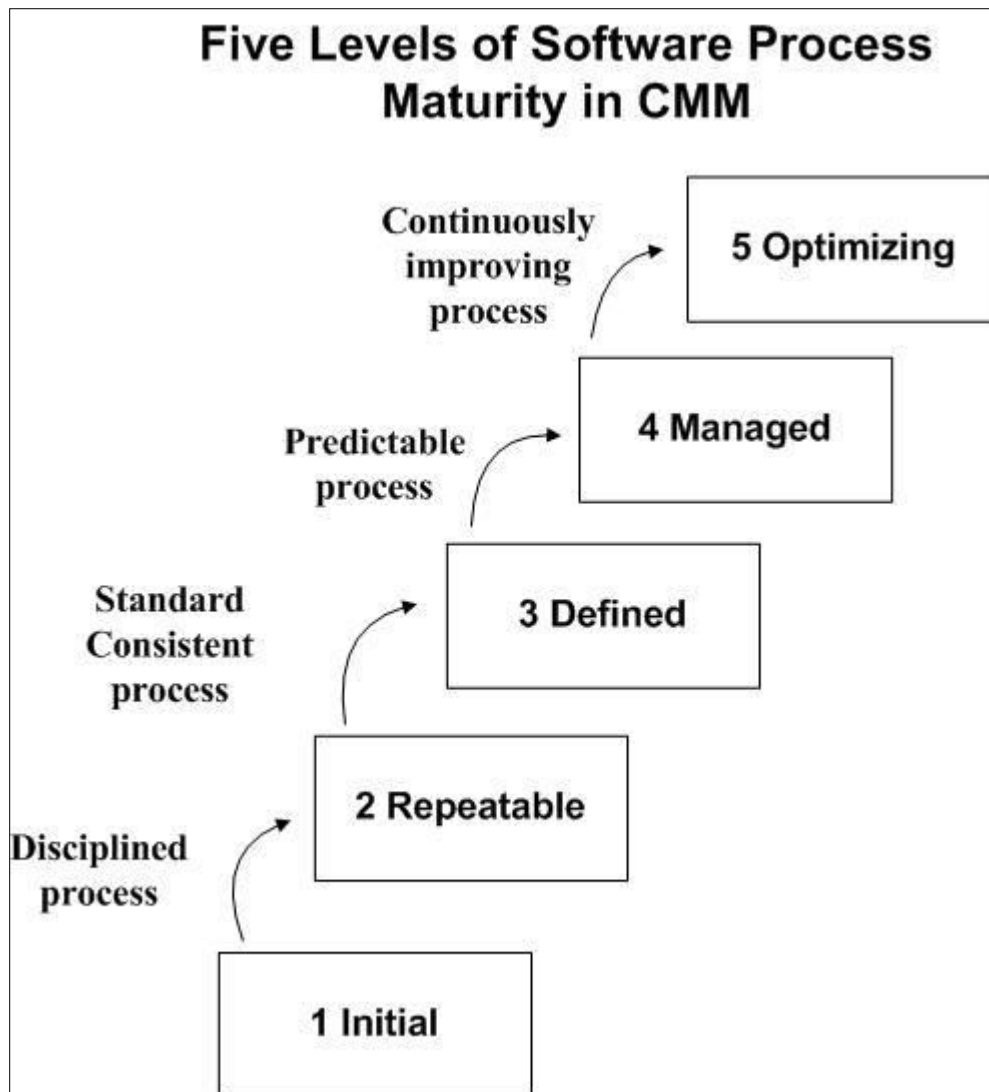 Five Levels of Software Process
Maturity in CMM
Continuously
improving
process
5 Optimizing
Predictable
process
4 Managed
Standard
Consistent
process
3 Defined
Disciplined
process
2 Repeatable
1 Initial